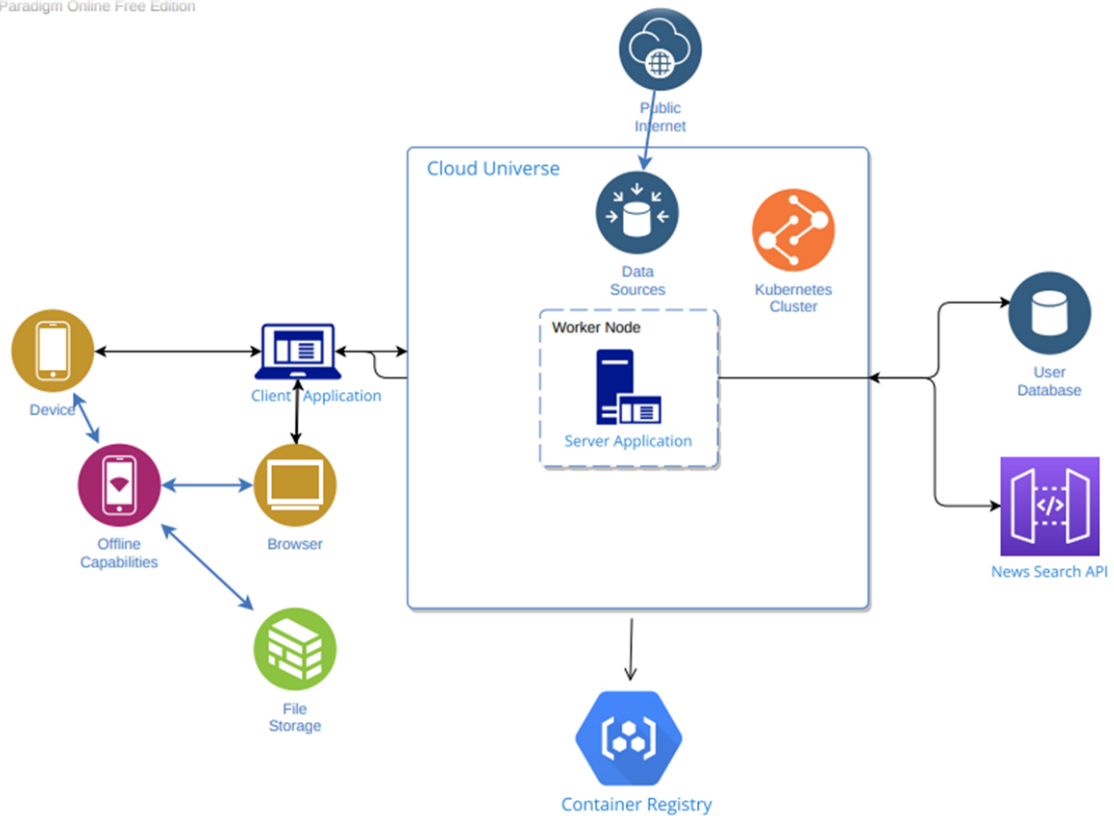 Paradigm Online Free Edition
Public
Internet
Cloud Universe
Data
Sources
Kubernetes
Cluster
Worker Node
Server Application
Device
Client Application
User
Database
Offline
Capabilities
Browser
News Search API
File
Storage
Container Registry